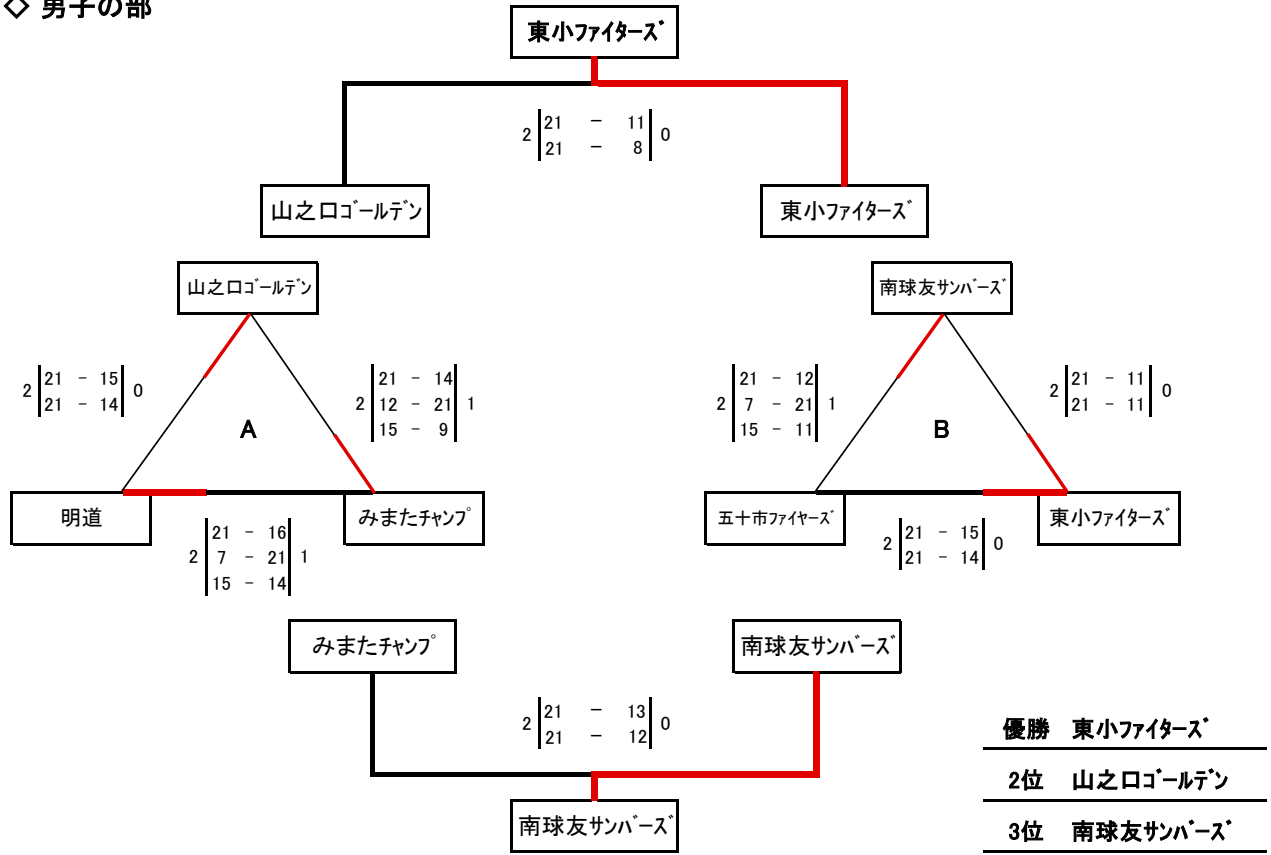 ◇ 男子の部
東小ファイターズ
2 21 － 11 0
21 － 8
山之口ゴールデン
東小ファイターズ
山之口ゴールデン
南球友サンバーズ
2 21 - 15 0
21 - 14
21 - 14
2 12 - 21 1
15 - 9
A
21 - 12
2 7 - 21 1
15 - 11
B
2 21 - 11 0
21 - 11
明道
みまたチャンプ
五十市ファイヤーズ
東小ファイターズ
21 - 16
2 7 - 21 1
15 - 14
2 21 - 15 0
21 - 14
みまたチャンプ
南球友サンバーズ
2 21 － 13 0
21 － 12
南球友サンバーズ
優勝 東小ファイターズ
2位 山之口ゴールデン
3位 南球友サンバーズ